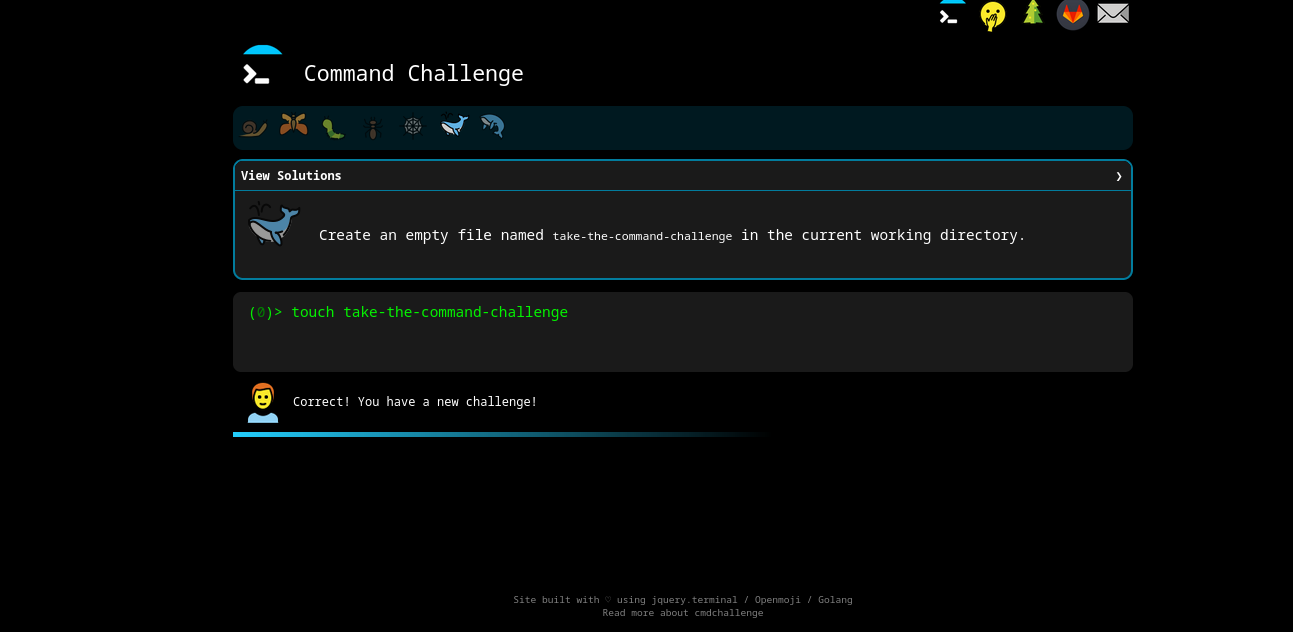 Command Challenge
View Solutions ❯
Create an empty file named take-the-command-challenge in the current working directory.
(0)> touch take-the-command-challenge
Correct! You have a new challenge!
Site built with ♡ using jquery.terminal / Openmoji / Golang
Read more about cmdchallenge